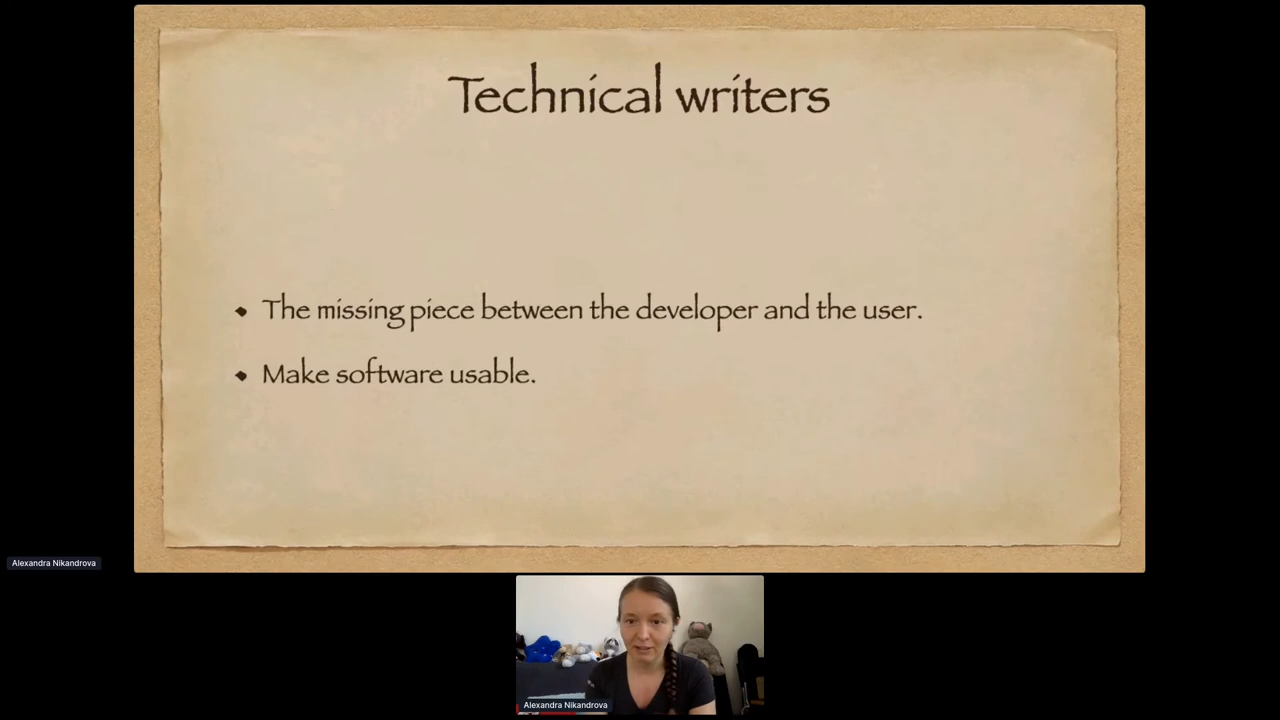 Technical writers
• The missing piece between the developer and the user.
• Make software usable.
Alexandra Nikandrova
Alexandra Nikandrova